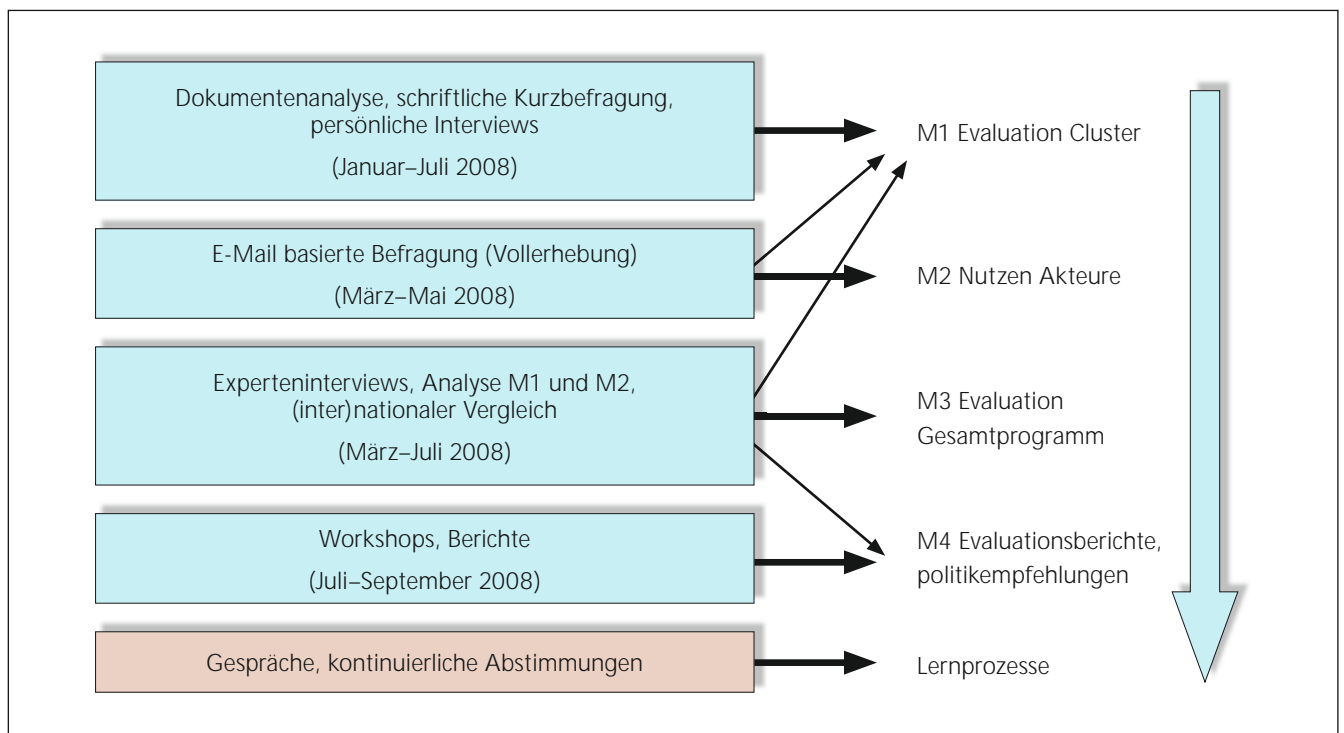 Dokumentenanalyse, schriftliche Kurzbefragung,
persönliche Interviews
(Januar–Juli 2008)
M1 Evaluation Cluster
E-Mail basierte Befragung (Vollerhebung)
(März–Mai 2008)
M2 Nutzen Akteure
Experteninterviews, Analyse M1 und M2,
(inter)nationaler Vergleich
(März–Juli 2008)
M3 Evaluation
Gesamtprogramm
Workshops, Berichte
(Juli–September 2008)
M4 Evaluationsberichte,
politikempfehlungen
Gespräche, kontinuierliche Abstimmungen
Lernprozesse